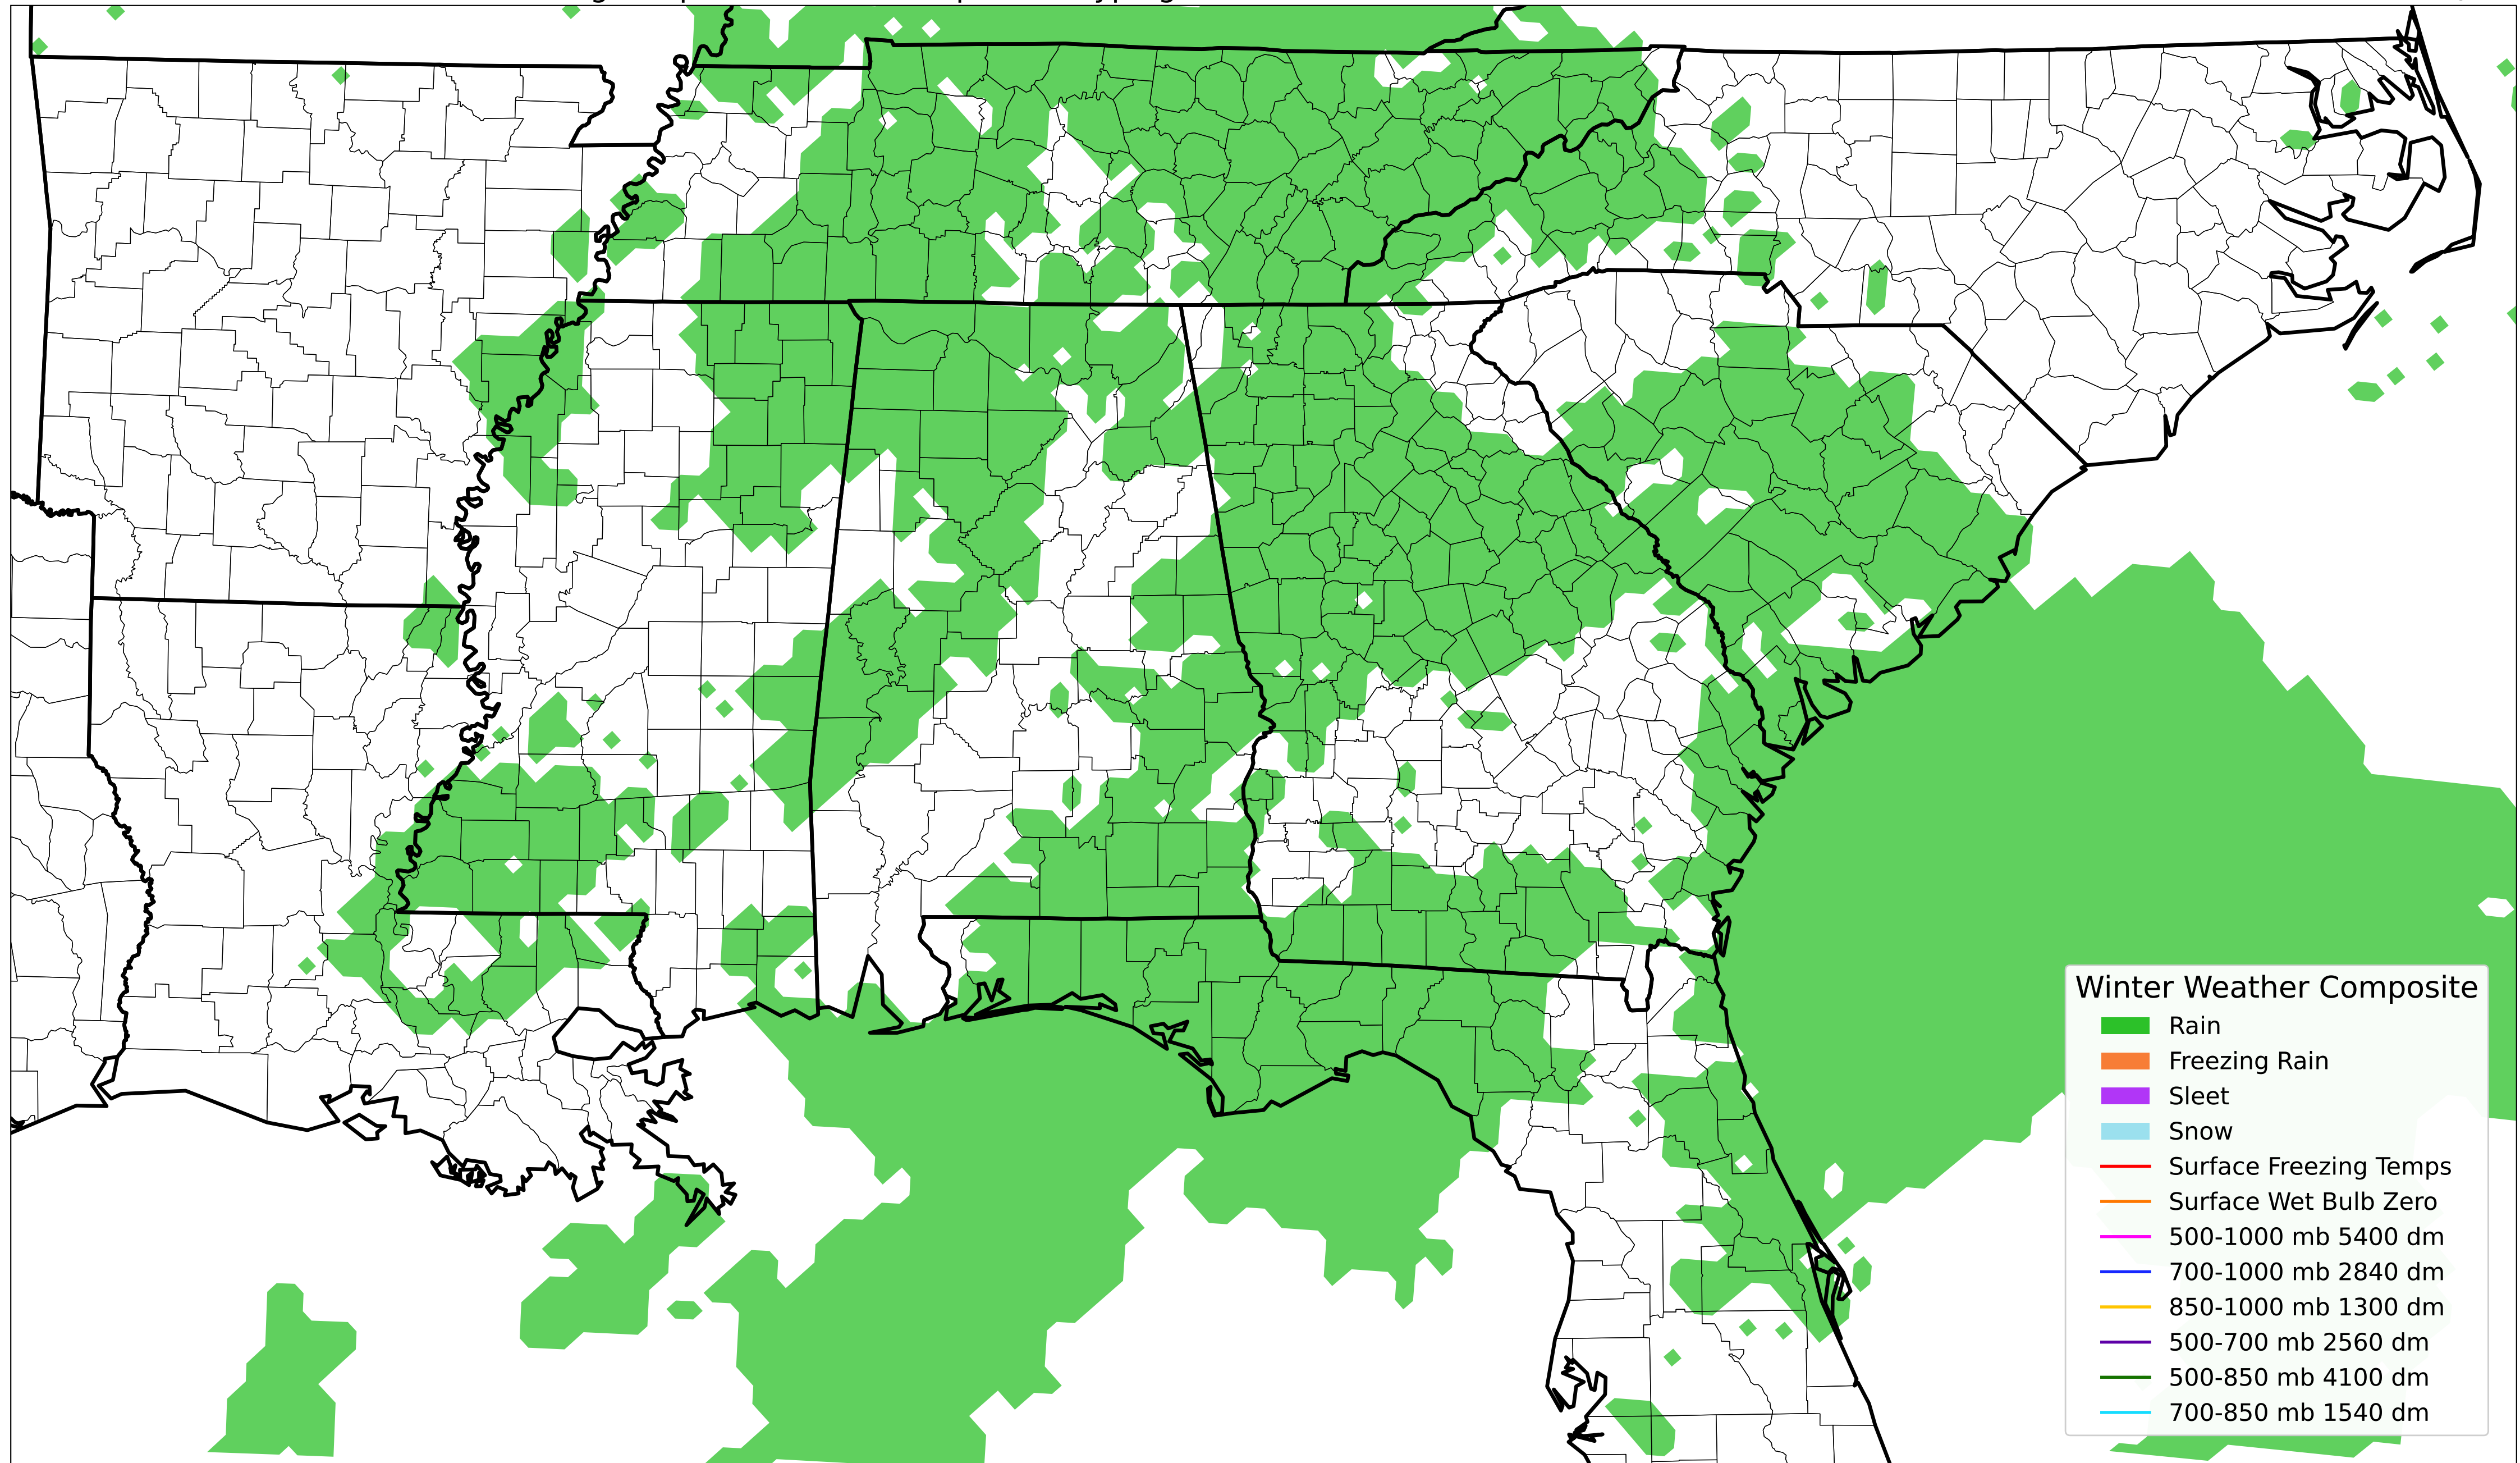 Winter Weather Composite
Rain
Freezing Rain
Sleet
Snow
Surface Freezing Temps
Surface Wet Bulb Zero
500-1000 mb 5400 dm
700-1000 mb 2840 dm
850-1000 mb 1300 dm
500-700 mb 2560 dm
500-850 mb 4100 dm
700-850 mb 1540 dm